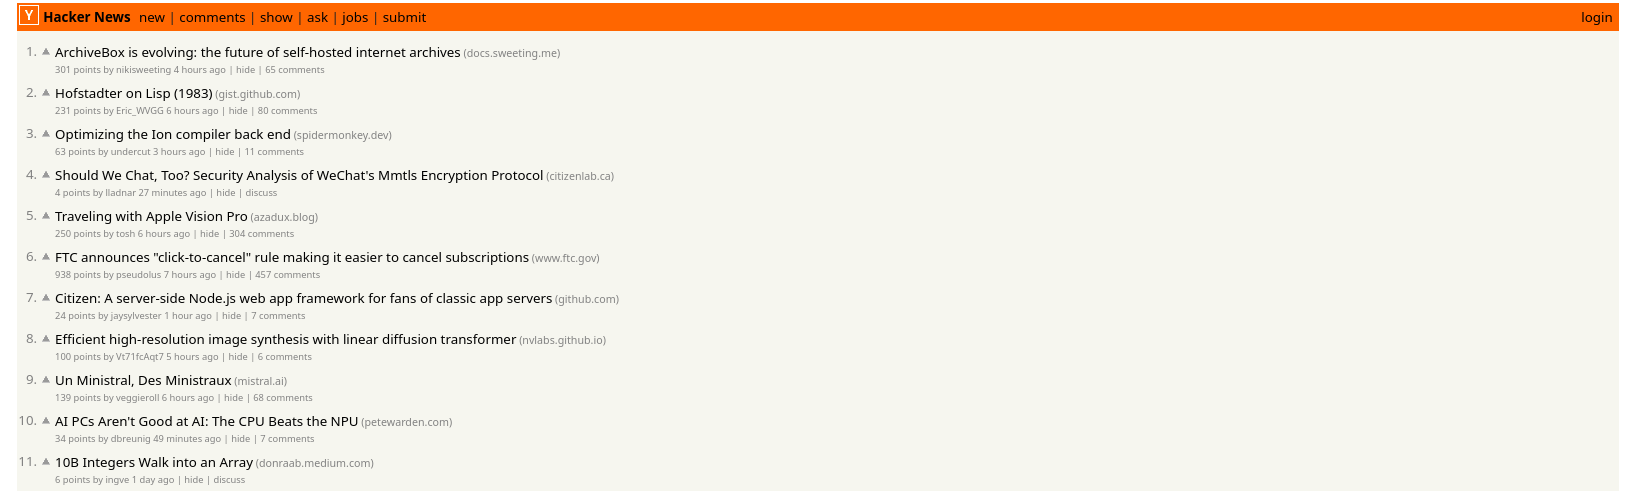 Y Hacker News new | comments | show | ask | jobs | submit login
1. ArchiveBox is evolving: the future of self-hosted internet archives (docs.sweeting.me)
301 points by nikisweeting 4 hours ago | hide | 65 comments
2. Hofstadter on Lisp (1983) (gist.github.com)
231 points by Eric_WVGG 6 hours ago | hide | 80 comments
3. Optimizing the Ion compiler back end (spidermonkey.dev)
63 points by undercut 3 hours ago | hide | 11 comments
4. Should We Chat, Too? Security Analysis of WeChat's Mmtls Encryption Protocol (citizenlab.ca)
4 points by lladnar 27 minutes ago | hide | discuss
5. Traveling with Apple Vision Pro (azadux.blog)
250 points by tosh 6 hours ago | hide | 304 comments
6. FTC announces "click-to-cancel" rule making it easier to cancel subscriptions (www.ftc.gov)
938 points by pseudolus 7 hours ago | hide | 457 comments
7. Citizen: A server-side Node.js web app framework for fans of classic app servers (github.com)
24 points by jaysylvester 1 hour ago | hide | 7 comments
8. Efficient high-resolution image synthesis with linear diffusion transformer (nvlabs.github.io)
100 points by Vt71fcAqt7 5 hours ago | hide | 6 comments
9. Un Ministral, Des Ministraux (mistral.ai)
139 points by veggieroll 6 hours ago | hide | 68 comments
10. AI PCs Aren't Good at AI: The CPU Beats the NPU (petewarden.com)
34 points by dbreunig 49 minutes ago | hide | 7 comments
11. 10B Integers Walk into an Array (donraab.medium.com)
6 points by ingve 1 day ago | hide | discuss